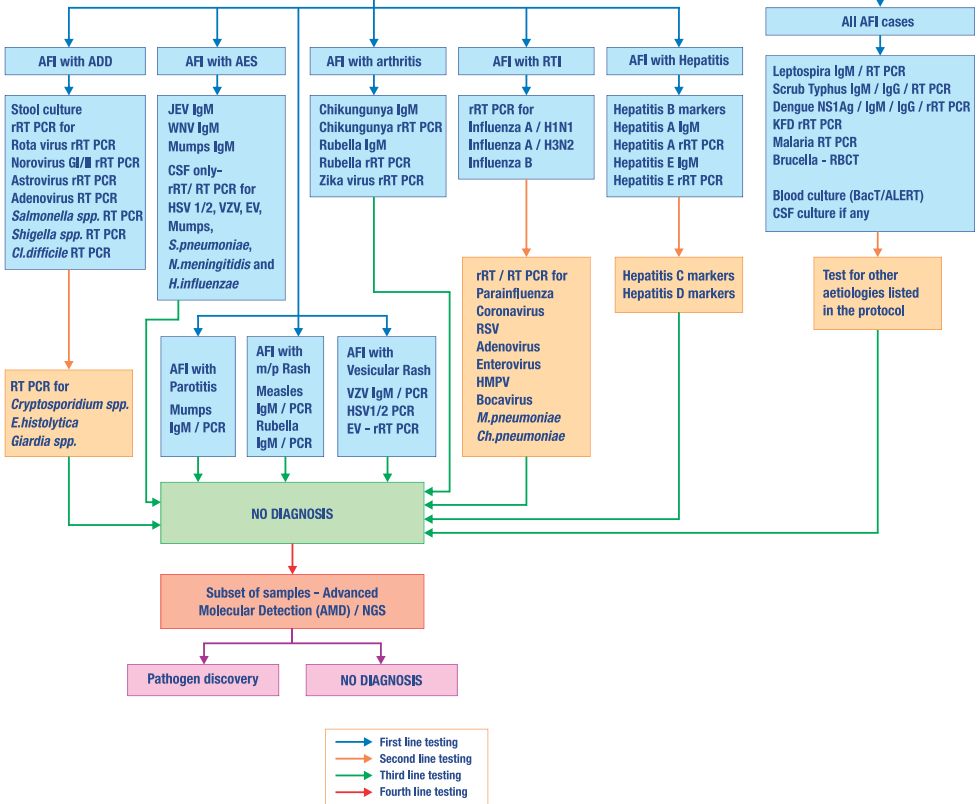 All AFI cases
AFI with ADD
AFI with AES
AFI with arthritis
AFI with RTI
AFI with Hepatitis
Stool culture
rRT PCR for
Rota virus rRT PCR
Norovirus GI/II rRT PCR
Astrovirus rRT PCR
Adenovirus RT PCR
Salmonella spp. RT PCR
Shigella spp. RT PCR
Cl.difficile RT PCR
JEV IgM
WNV IgM
Mumps IgM
CSF only–
rRT/ RT PCR for
HSV 1/2, VZV, EV,
Mumps,
S.pneumoniae,
N.meningitidis and
H.influenzae
Chikungunya IgM
Chikungunya rRT PCR
Rubella IgM
Rubella rRT PCR
Zika virus rRT PCR
rRT PCR for
Influenza A / H1N1
Influenza A / H3N2
Influenza B
Hepatitis B markers
Hepatitis A IgM
Hepatitis A rRT PCR
Hepatitis E IgM
Hepatitis E rRT PCR
Leptospira IgM / RT PCR
Scrub Typhus IgM / IgG / RT PCR
Dengue NS1Ag / IgM / IgG / rRT PCR
KFD rRT PCR
Malaria RT PCR
Brucella - RBCT
Blood culture (BacT/ALERT)
CSF culture if any
RT PCR for
Cryptosporidium spp.
E.histolytica
Giardia spp.
AFI with
Parotitis
Mumps
IgM / PCR
AFI with
m/p Rash
Measles
IgM / PCR
Rubella
IgM / PCR
AFI with
Vesicular Rash
VZV IgM / PCR
HSV1/2 PCR
EV – rRT PCR
rRT / RT PCR for
Parainfluenza
Coronavirus
RSV
Adenovirus
Enterovirus
HMPV
Bocavirus
M.pneumoniae
Ch.pneumoniae
Hepatitis C markers
Hepatitis D markers
Test for other
aetiologies listed
in the protocol
NO DIAGNOSIS
Subset of samples – Advanced
Molecular Detection (AMD) / NGS
Pathogen discovery
NO DIAGNOSIS
First line testing
Second line testing
Third line testing
Fourth line testing